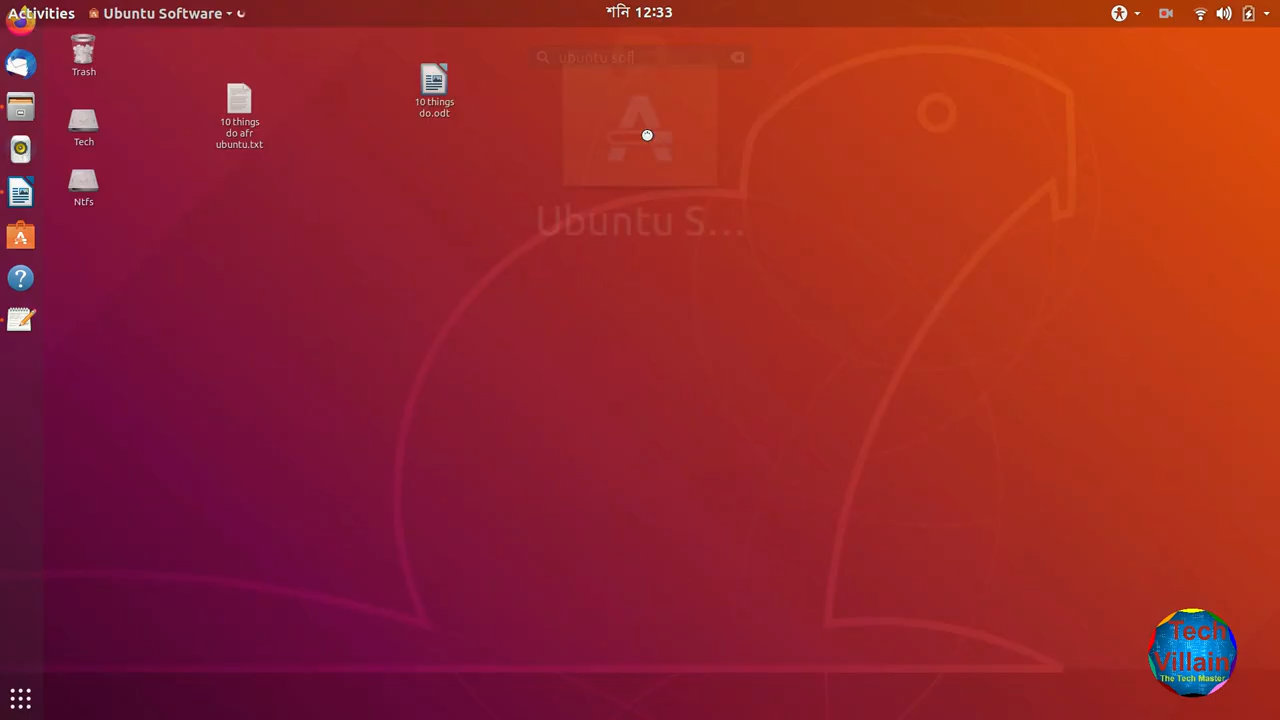 Activities Ubuntu Software
শনি 12:33
Trash
Tech
Ntfs
10 things
do afr
ubuntu.txt
10 things
do.odt
ubuntu sof
Ubuntu S...
Tech
Villain
The Tech Master